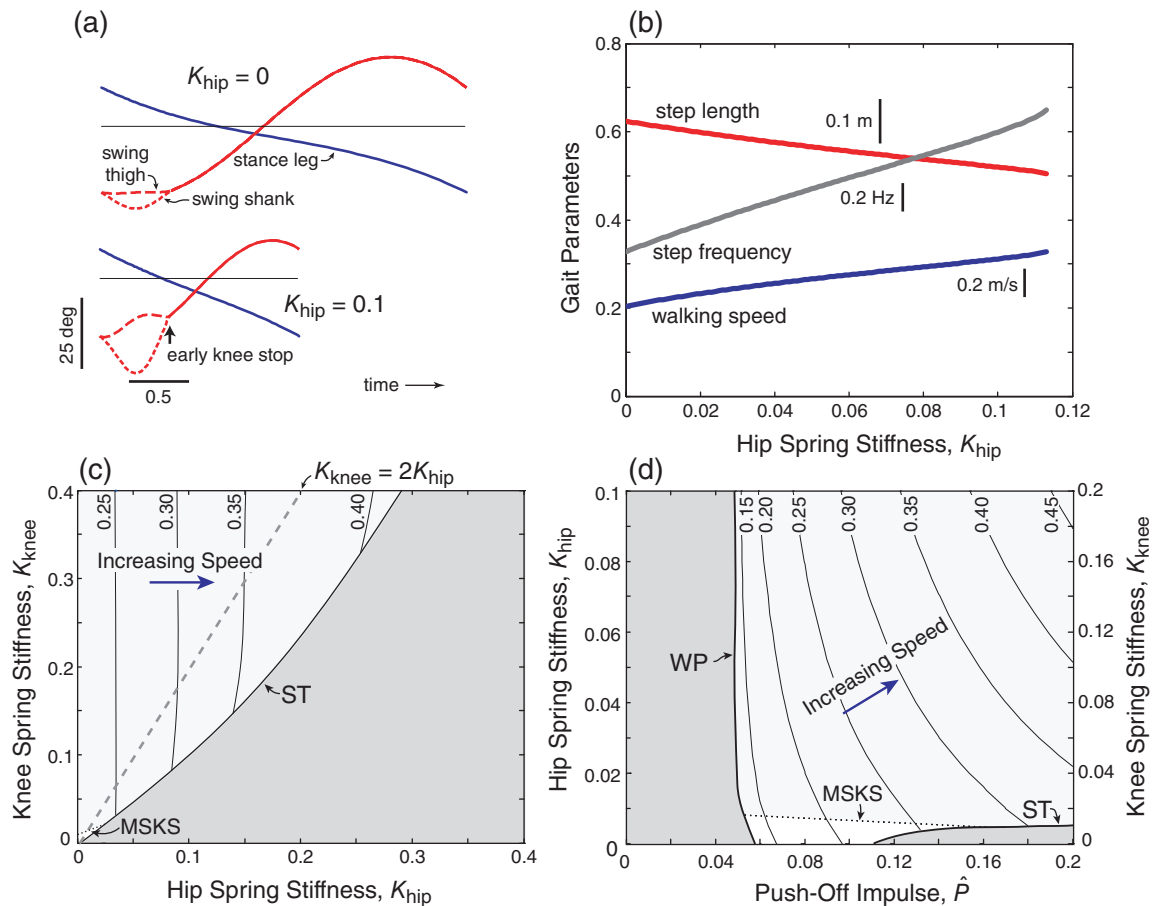 (a)
K_hip = 0
swing
thigh
stance leg
swing shank
K_hip = 0.1
25 deg
early knee stop
0.5
time
(b)
0.8
0.6
0.4
0.2
0
Gait Parameters
step length
0.1 m
0.2 Hz
step frequency
0.2 m/s
walking speed
0 0.02 0.04 0.06 0.08 0.1 0.12
Hip Spring Stiffness, K_hip
(c)
K_knee = 2K_hip
0.4
0.3
0.2
0.1
0
Knee Spring Stiffness, K_knee
0.25 0.30 0.35 0.40
Increasing Speed
ST
MSKS
0 0.1 0.2 0.3 0.4
Hip Spring Stiffness, K_hip
(d)
0.1
0.08
0.06
0.04
0.02
0
Hip Spring Stiffness, K_hip
0.15 0.20 0.25 0.30 0.35 0.40 0.45
WP
Increasing Speed
MSKS
ST
0.2
0.16
0.12
0.08
0.04
0
Knee Spring Stiffness, K_knee
0 0.04 0.08 0.12 0.16 0.2
Push-Off Impulse, P̂